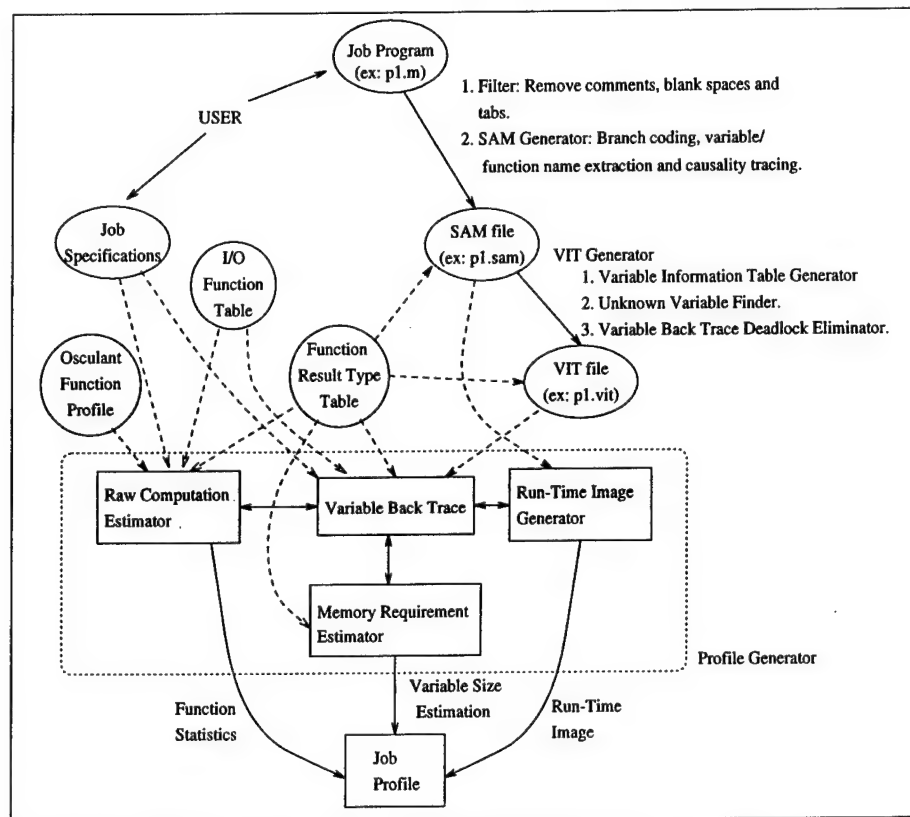 Job Program
(ex: p1.m)
1. Filter: Remove comments, blank spaces and
tabs.
2. SAM Generator: Branch coding, variable/
function name extraction and causality tracing.
USER
Job
Specifications
I/O
Function
Table
SAM file
(ex: p1.sam)
VIT Generator
1. Variable Information Table Generator
2. Unknown Variable Finder.
3. Variable Back Trace Deadlock Eliminator.
Osculant
Function
Profile
Function
Result Type
Table
VIT file
(ex: p1.vit)
Raw Computation
Estimator
Variable Back Trace
Run-Time Image
Generator
Memory Requirement
Estimator
Profile Generator
Function
Statistics
Variable Size
Estimation
Run-Time
Image
Job
Profile